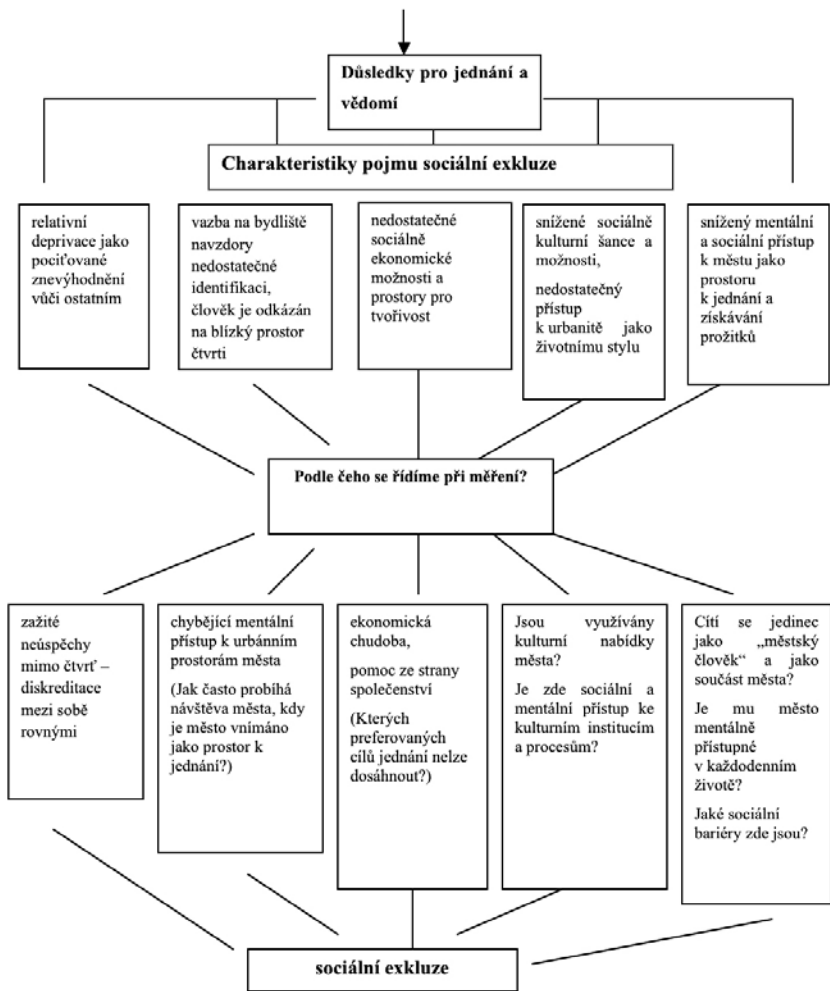 Důsledky pro jednání a
vědomí
Charakteristiky pojmu sociální exkluze
relativní
deprivace jako
pociťované
znevýhodnění
vůči ostatním
vazba na bydliště
navzdory
nedostatečné
identifikaci,
člověk je odkázán
na blízký prostor
čtvrti
nedostatečné
sociálně
ekonomické
možnosti a
prostory pro
tvořivost
snížené sociálně
kulturní šance a
možnosti,
nedostatečný
přístup
k urbanitě jako
životnímu stylu
snížený mentální
a sociální přístup
k městu jako
prostoru
k jednání a
získávání
prožitků
Podle čeho se řídíme při měření?
zažité
neúspěchy
mimo čtvrť –
diskreditace
mezi sobě
rovnými
chybějící mentální
přístup k urbánním
prostorám města
(Jak často probíhá
návštěva města, kdy
je město vnímáno
jako prostor k
jednání?)
ekonomická
chudoba,
pomoc ze strany
společenství
(Kterých
preferovaných
cílů jednání nelze
dosáhnout?)
Jsou využívány
kulturní nabídky
města?
Je zde sociální a
mentální přístup ke
kulturním institucím
a procesům?
Cítí se jedinec
jako „městský
člověk“ a jako
součást města?
Je mu město
mentálně
přístupné
v každodenním
životě?
Jaké sociální
bariéry zde jsou?
sociální exkluze